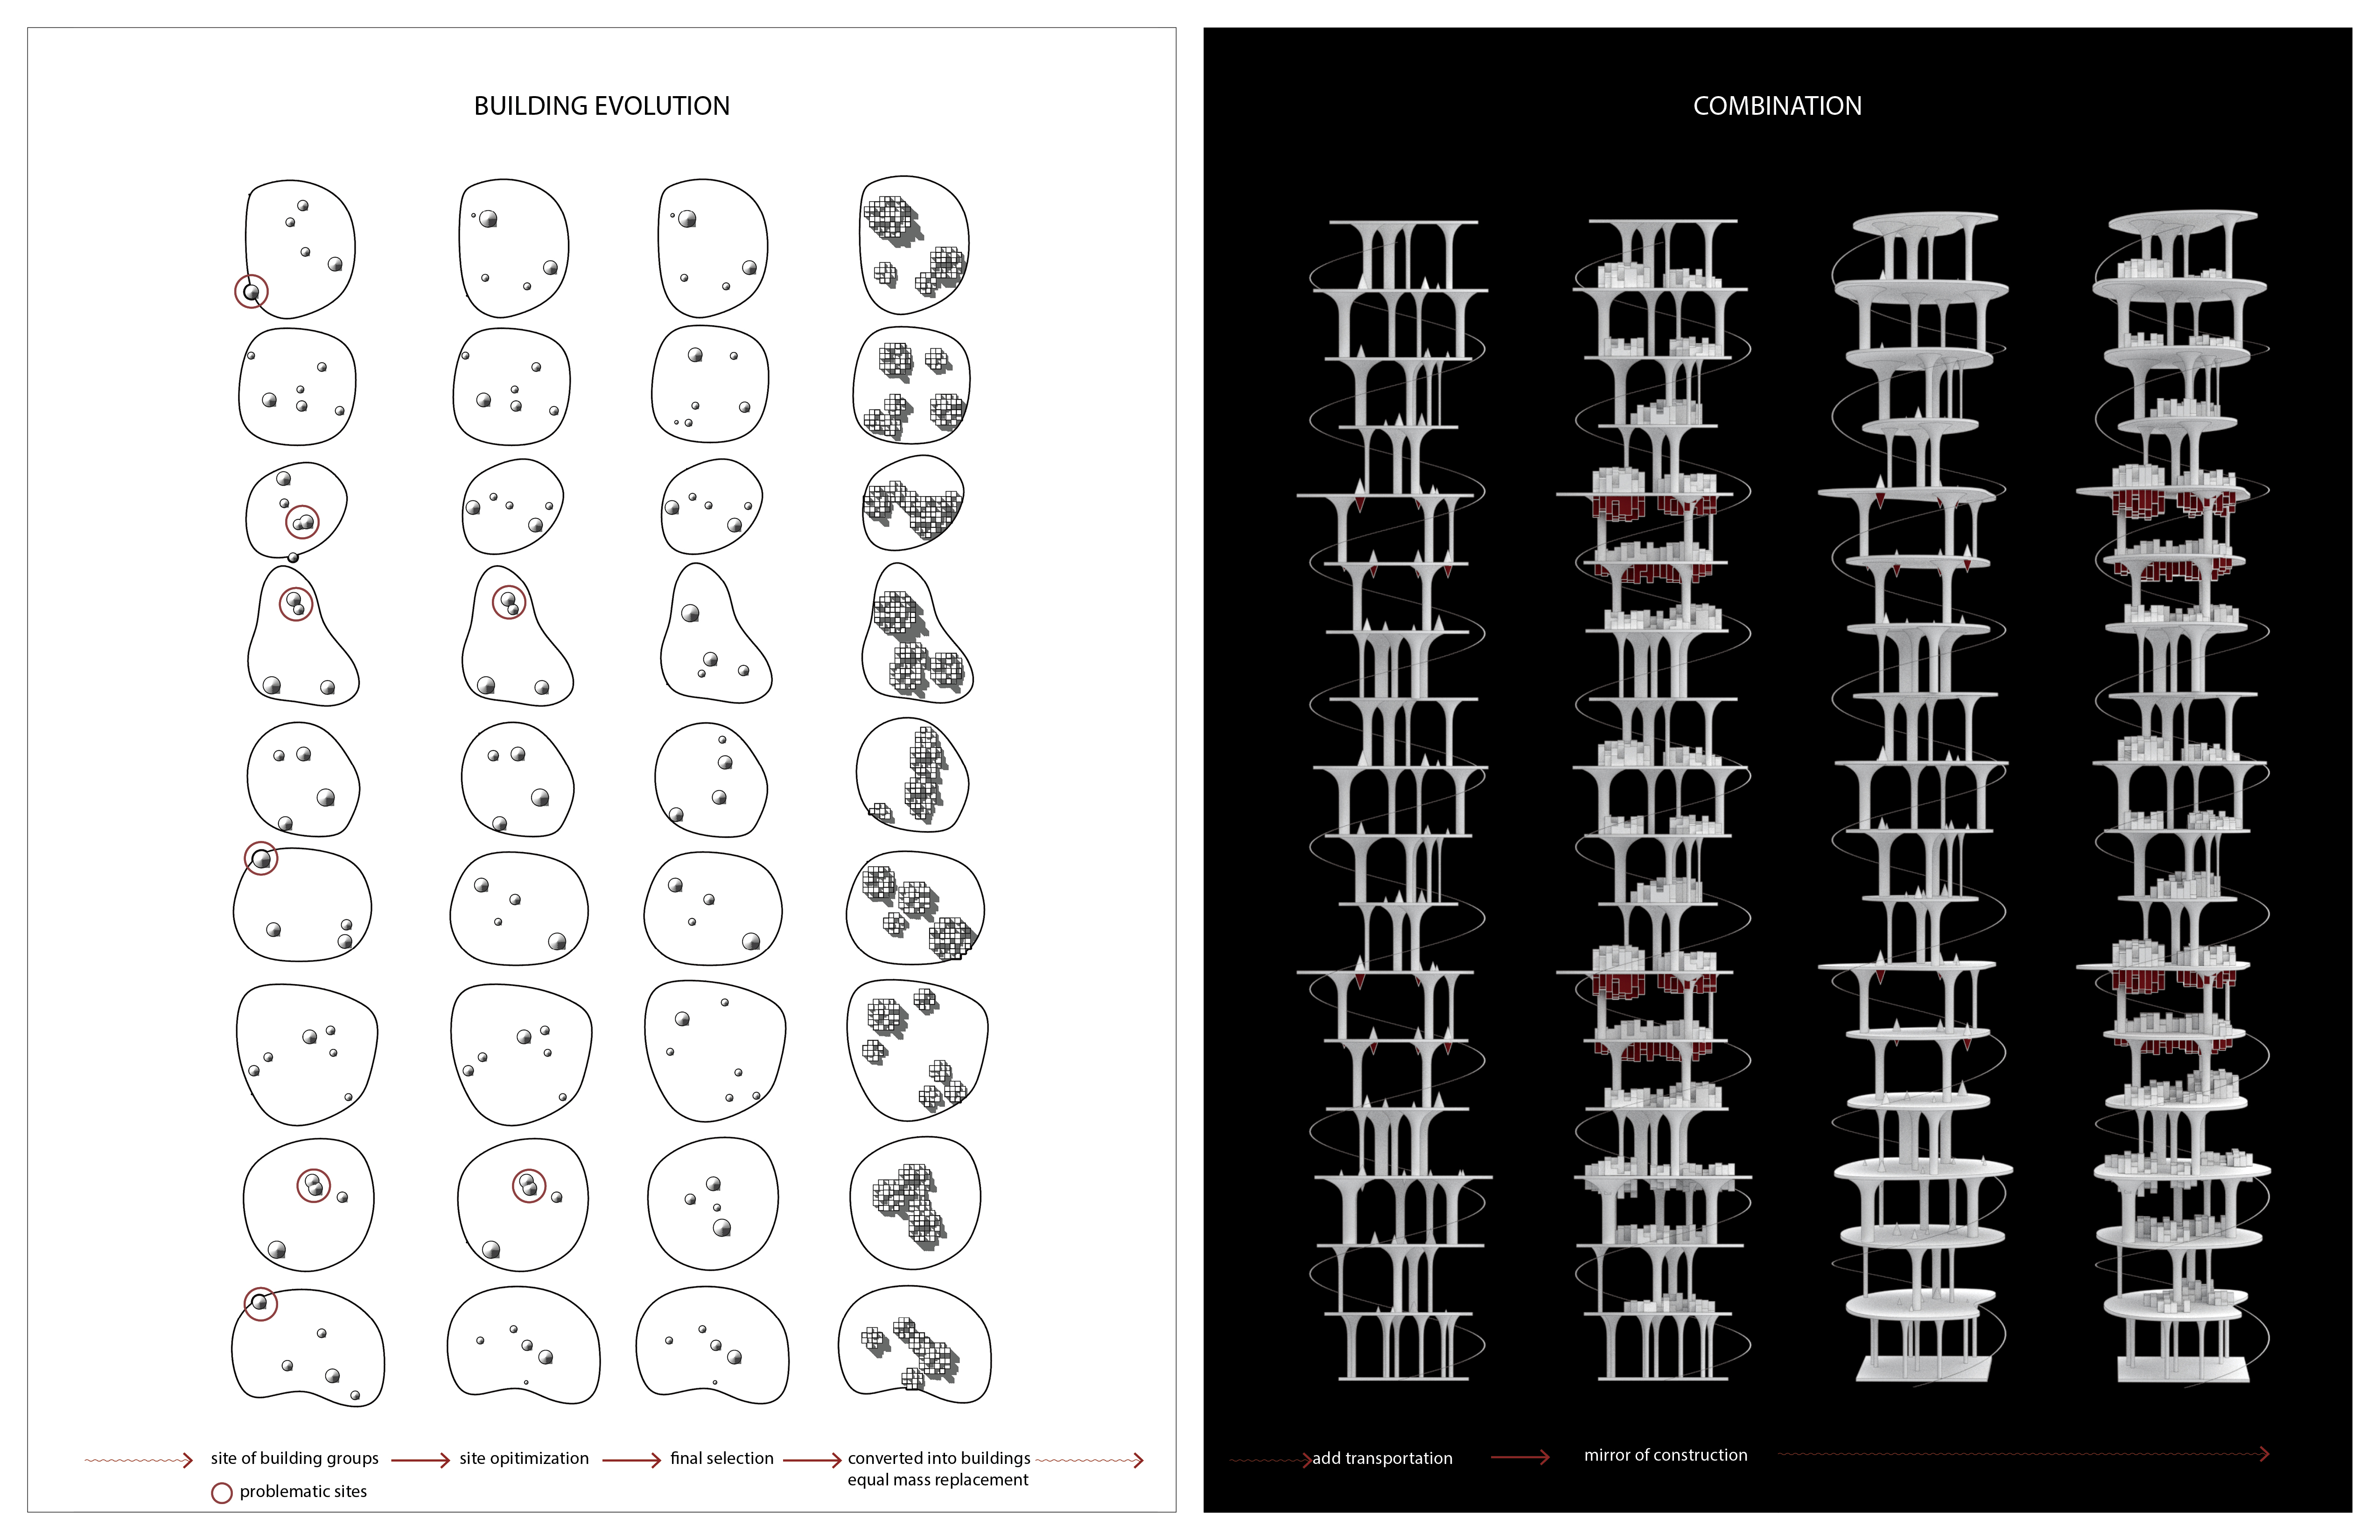 BUILDING EVOLUTION
site of building groups
site opitimization
final selection
converted into buildings
equal mass replacement
problematic sites
COMBINATION
add transportation
mirror of construction